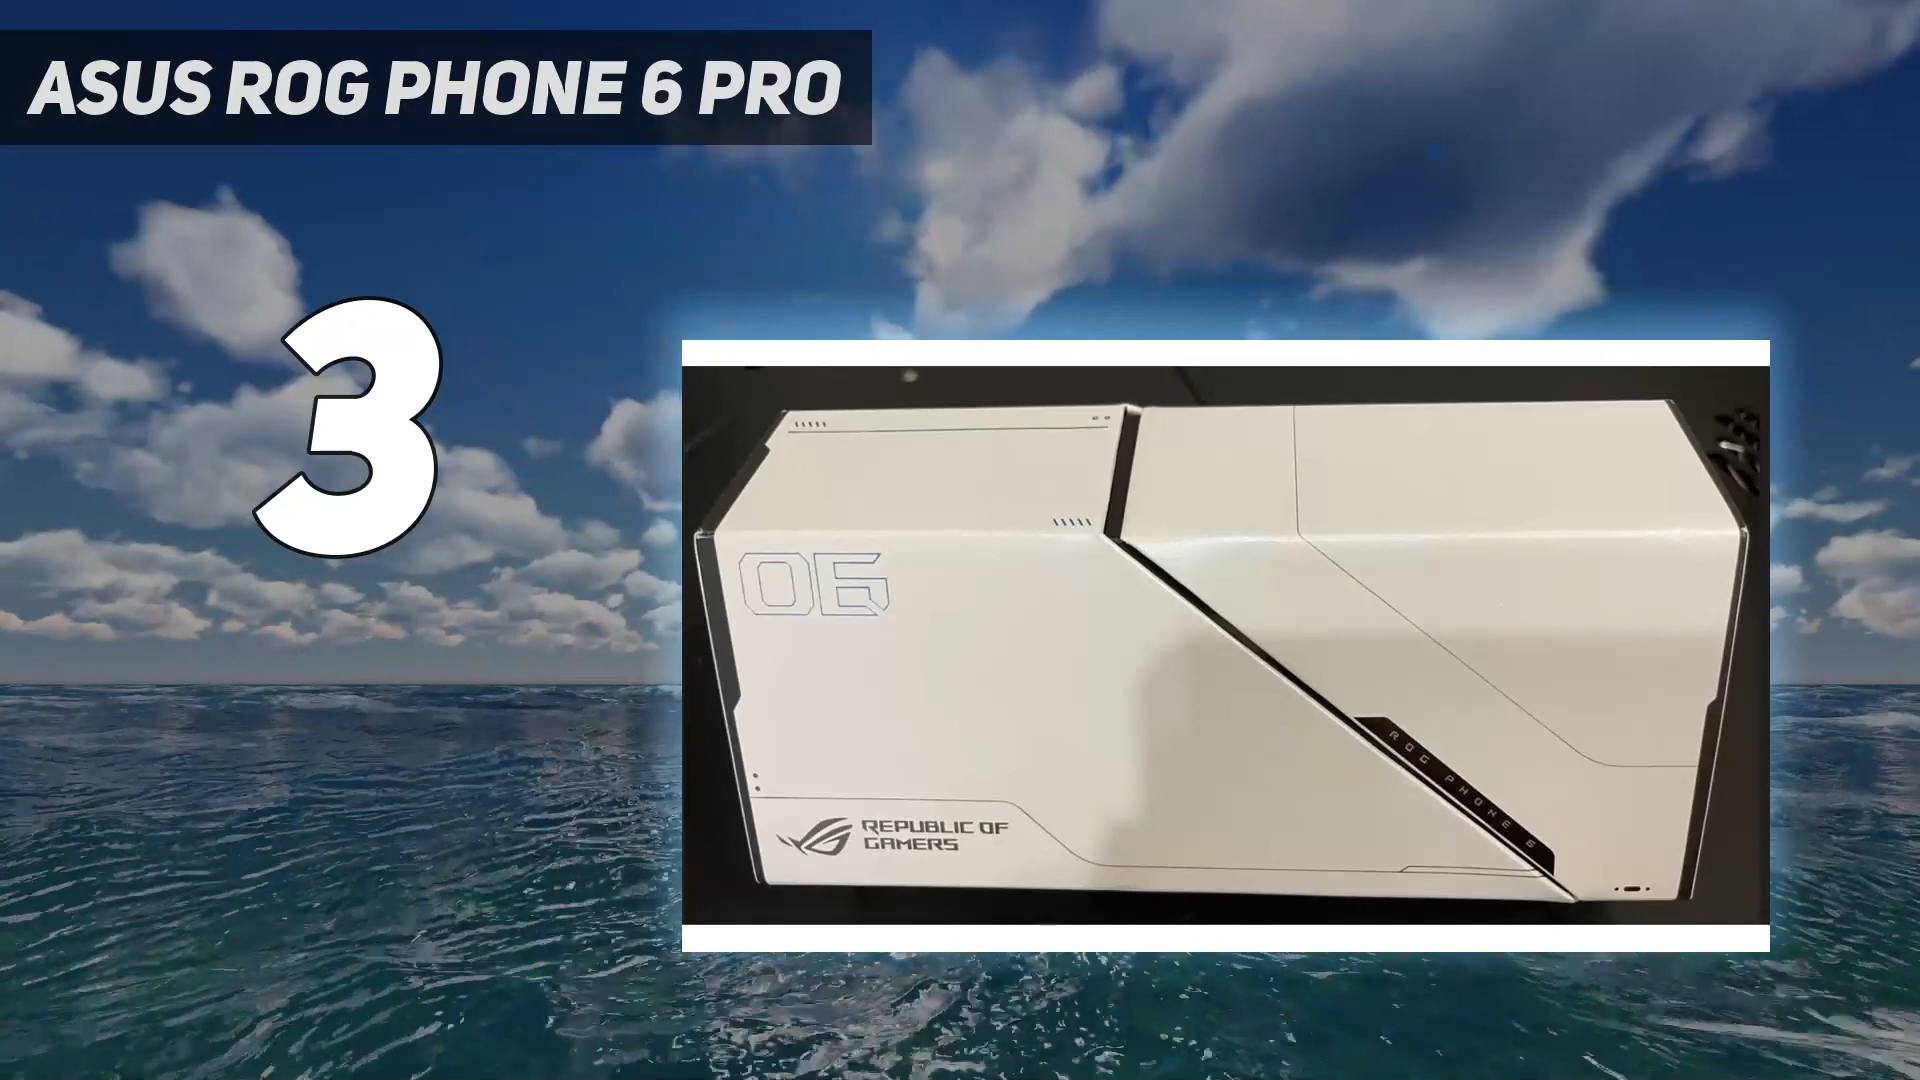 ASUS ROG PHONE 6 PRO
3
06
ROG PHONE 6
REPUBLIC OF
GAMERS